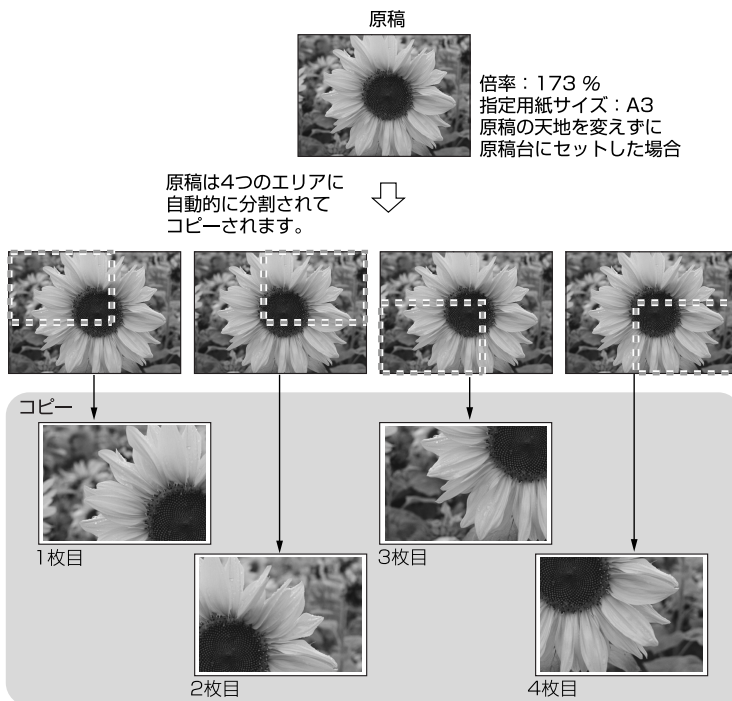 原稿
倍率：173 %
指定用紙サイズ：A3
原稿の天地を変えずに
原稿台にセットした場合
原稿は4つのエリアに
自動的に分割されて
コピーされます。
コピー
1枚目
3枚目
2枚目
4枚目